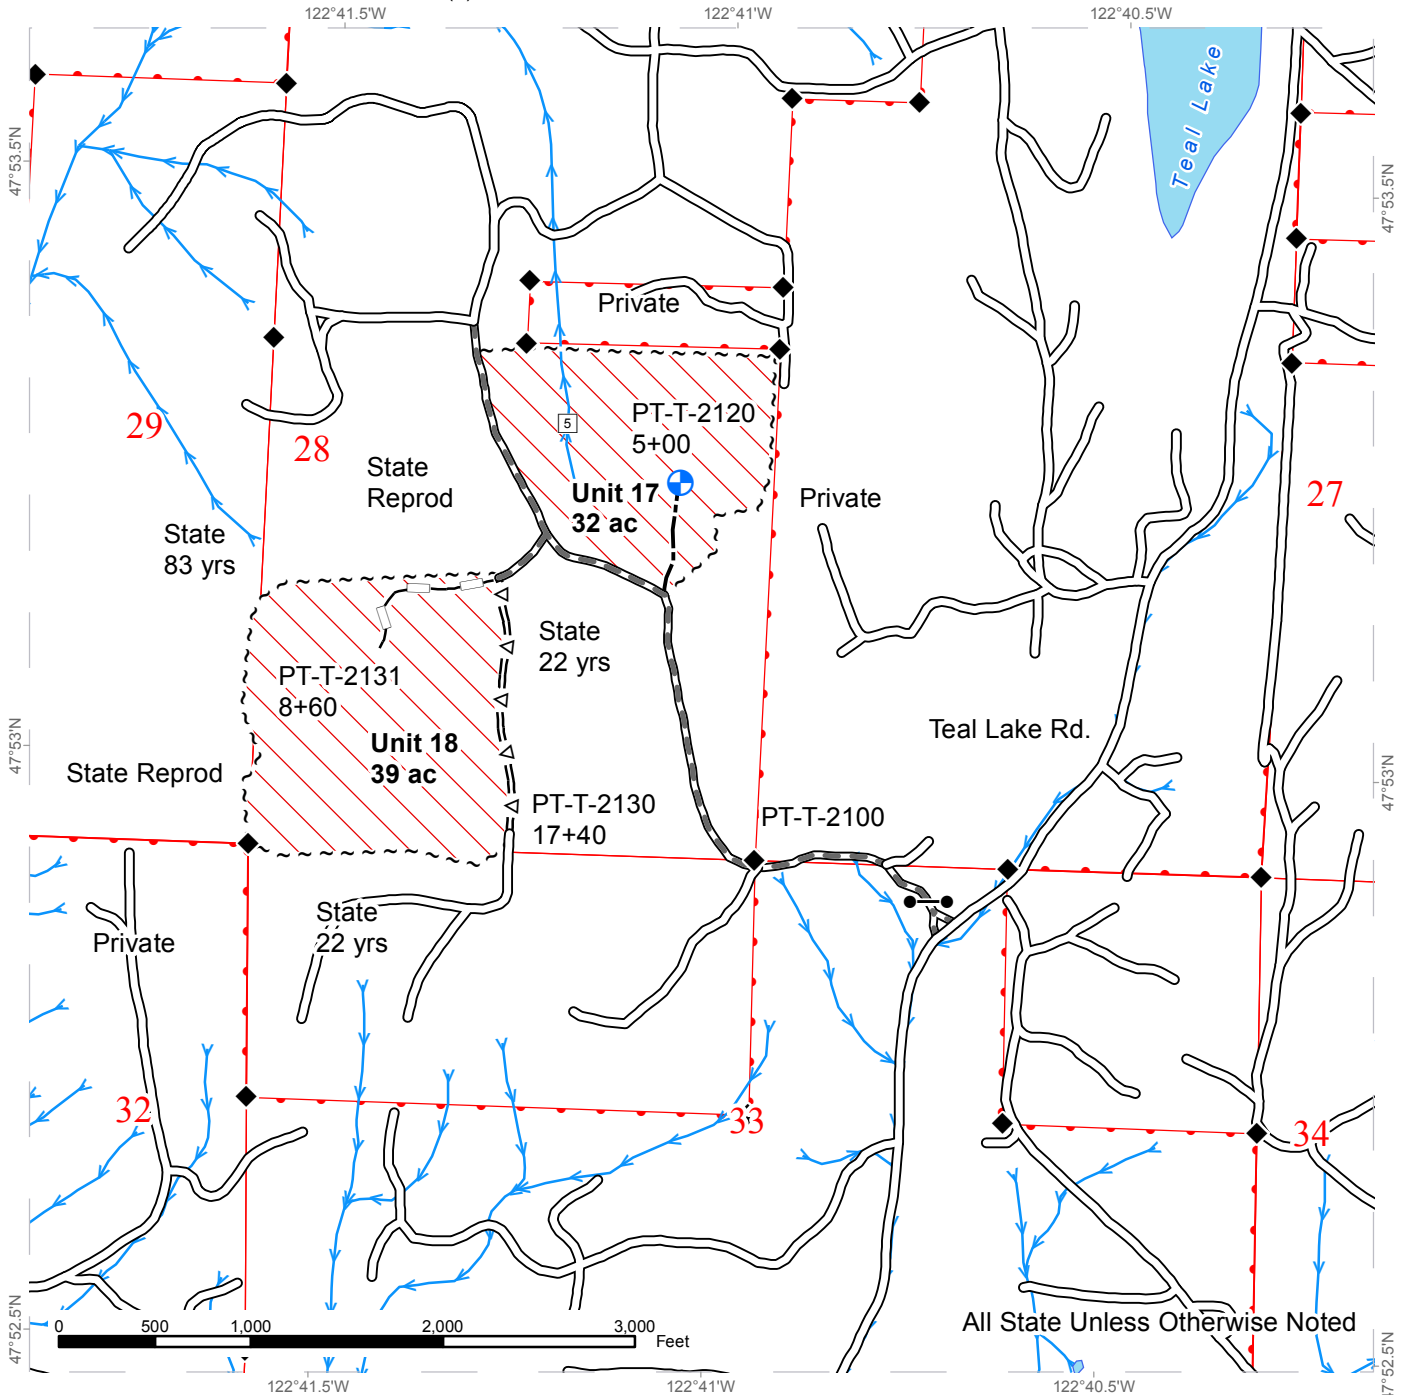 122°41.5'W
122°41'W
122°40.5'W
47°53.5'N
47°53.5'N
Teal Lake
Private
29
28
PT-T-2120
5+00
5
State
Reprod
Unit 17
32 ac
Private
27
State
83 yrs
State
22 yrs
PT-T-2131
8+60
Teal Lake Rd.
47°53'N
47°53'N
Unit 18
39 ac
State Reprod
PT-T-2130
17+40
PT-T-2100
State
22 yrs
Private
32
33
34
All State Unless Otherwise Noted
47°52.5'N
47°52.5'N
0
500
1,000
2,000
3,000
Feet
122°41.5'W
122°41'W
122°40.5'W